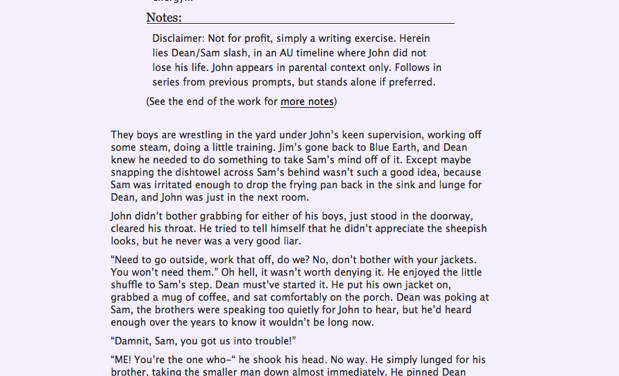 Notes:
Disclaimer: Not for profit, simply a writing exercise. Herein
lies Dean/Sam slash, in an AU timeline where John did not
lose his life. John appears in parental context only. Follows in
series from previous prompts, but stands alone if preferred.
(See the end of the work for more notes)
They boys are wrestling in the yard under John's keen supervision, working off
some steam, doing a little training. Jim's gone back to Blue Earth, and Dean
knew he needed to do something to take Sam's mind off of it. Except maybe
snapping the dishtowel across Sam's behind wasn't such a good idea, because
Sam was irritated enough to drop the frying pan back in the sink and lunge for
Dean, and John was just in the next room.
John didn't bother grabbing for either of his boys, just stood in the doorway,
cleared his throat. He tried to tell himself that he didn't appreciate the sheepish
looks, but he never was a very good liar.
"Need to go outside, work that off, do we? No, don't bother with your jackets.
You won't need them." Oh hell, it wasn't worth denying it. He enjoyed the little
shuffle to Sam's step. Dean must've started it. He put his own jacket on,
grabbed a mug of coffee, and sat comfortably on the porch. Dean was poking at
Sam, the brothers were speaking too quietly for John to hear, but he'd heard
enough over the years to know it wouldn't be long now.
"Damnit, Sam, you got us into trouble!"
"ME! You're the one who-" he shook his head. No way. He simply lunged for his
brother, taking the smaller man down almost immediately. He pinned Dean